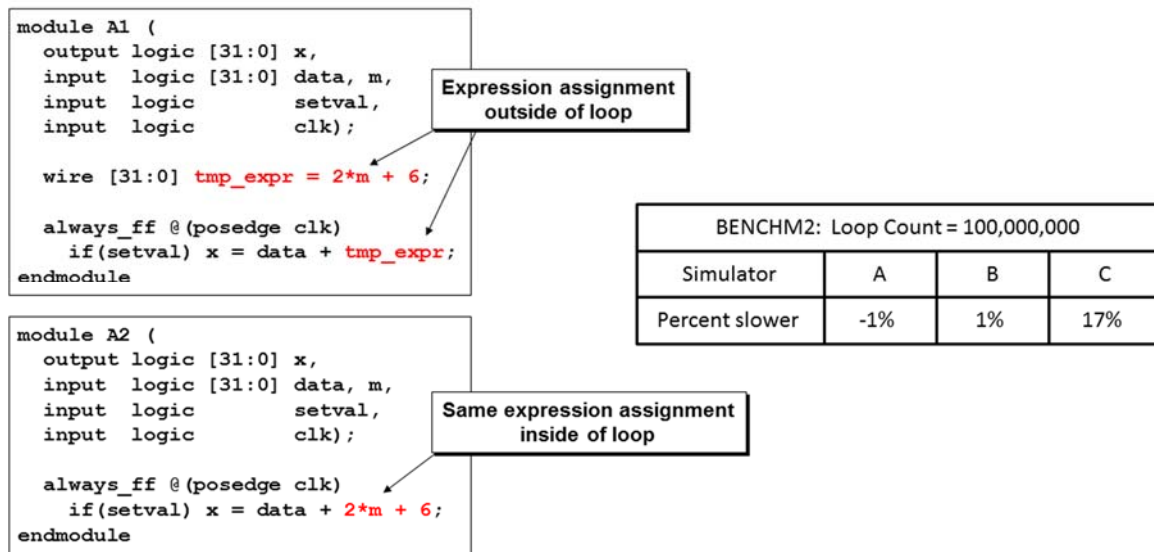 module A1 (
  output logic [31:0] x,
  input  logic [31:0] data, m,
  input  logic        setval,
  input  logic        clk);
  wire [31:0] tmp_expr = 2*m + 6;
  always_ff @(posedge clk)
    if(setval) x = data + tmp_expr;
endmodule
Expression assignment
outside of loop
module A2 (
  output logic [31:0] x,
  input  logic [31:0] data, m,
  input  logic        setval,
  input  logic        clk);
  always_ff @(posedge clk)
    if(setval) x = data + 2*m + 6;
endmodule
Same expression assignment
inside of loop
BENCHM2: Loop Count = 100,000,000
Simulator A B C
Percent slower -1% 1% 17%